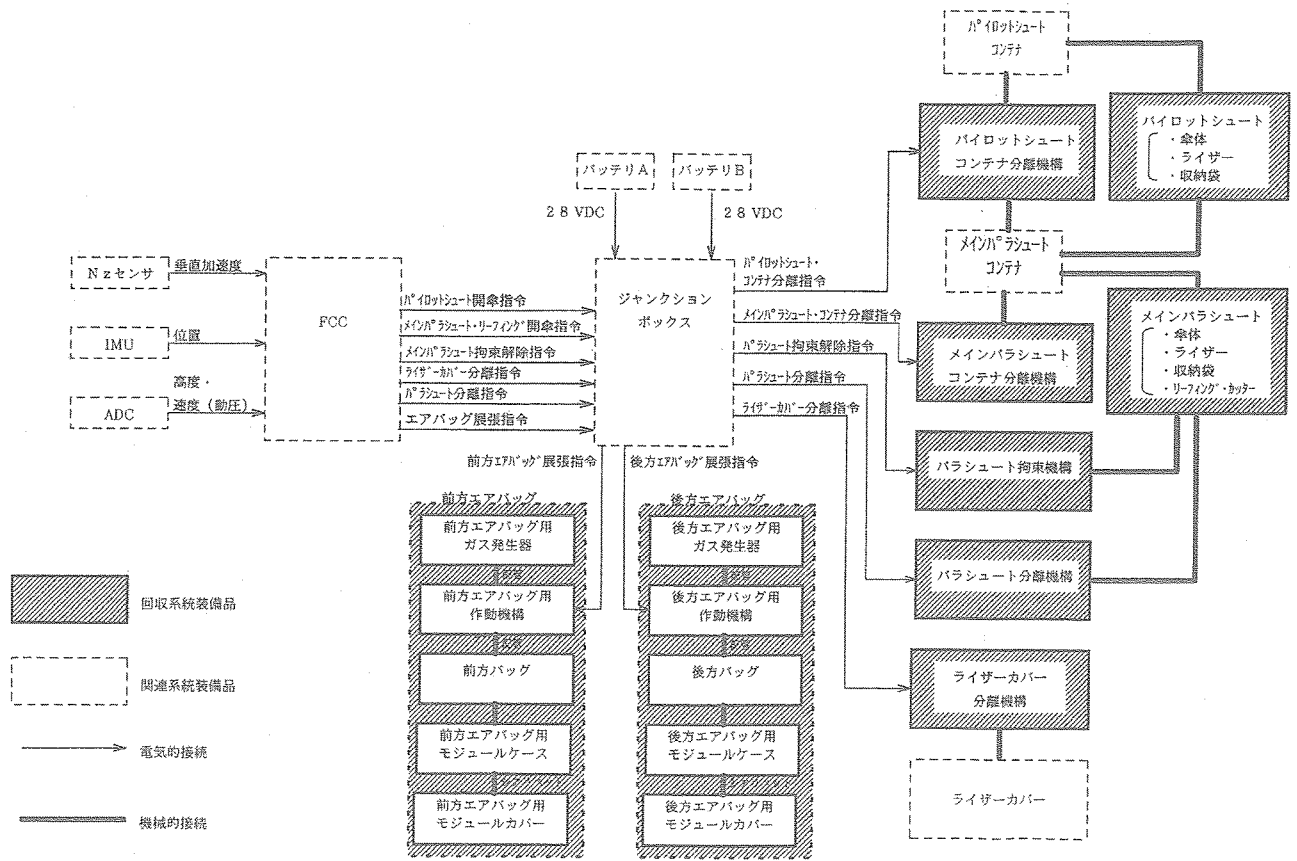 パイロットシュート
コンテナ
パイロットシュート
コンテナ分離機構
パイロットシュート
・傘体
・ライザー
・収納袋
メインパラシュート
コンテナ
メインパラシュート
コンテナ分離機構
メインパラシュート
・傘体
・ライザー
・収納袋
・リーフィング・カッター
パラシュート拘束機構
パラシュート分離機構
ライザーカバー
分離機構
ライザーカバー
バッテリA
バッテリB
28 VDC
28 VDC
Nzセンサ
垂直加速度
IMU
位置
ADC
高度・
速度(動圧)
FCC
パイロットシュート開傘指令
メインパラシュート・リーフィング開傘指令
メインパラシュート拘束解除指令
ライザーカバー分離指令
パラシュート分離指令
エアバッグ展張指令
ジャンクション
ボックス
パイロットシュート・
コンテナ分離指令
メインパラシュート・コンテナ分離指令
パラシュート拘束解除指令
パラシュート分離指令
ライザーカバー分離指令
前方エアバッグ展張指令
後方エアバッグ展張指令
前方エアバッグ
前方エアバッグ用
ガス発生器
前方エアバッグ用
作動機構
前方バッグ
前方エアバッグ用
モジュールケース
前方エアバッグ用
モジュールカバー
後方エアバッグ
後方エアバッグ用
ガス発生器
後方エアバッグ用
作動機構
後方バッグ
後方エアバッグ用
モジュールケース
後方エアバッグ用
モジュールカバー
回収系統装備品
関連系統装備品
電気的接続
機械的接続